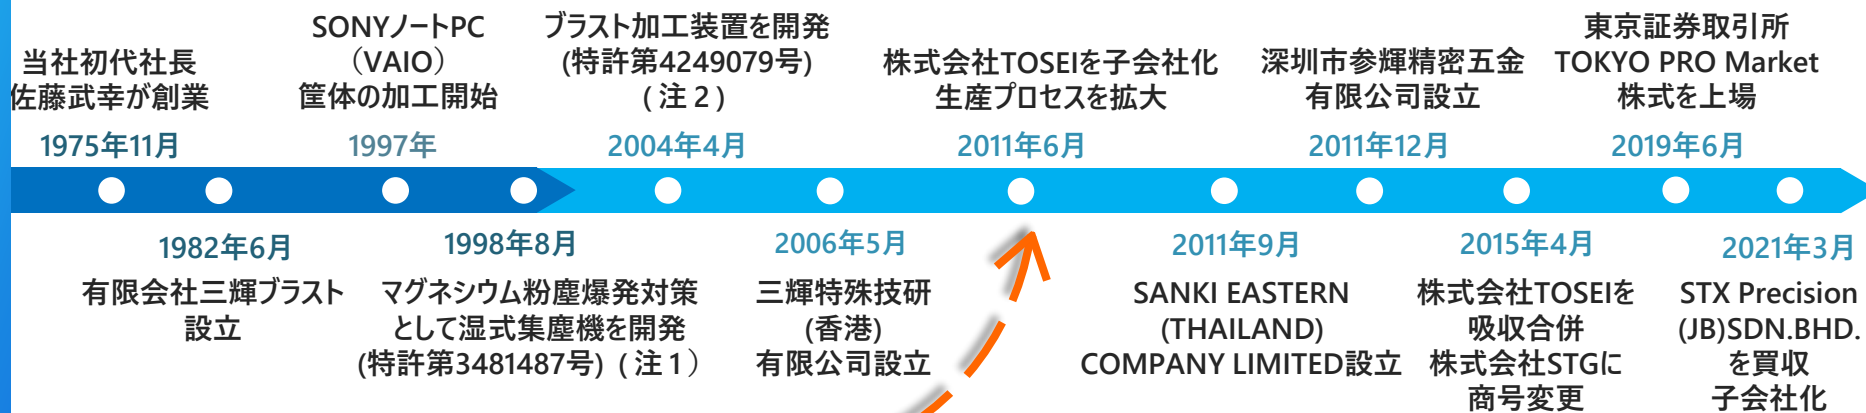 当社初代社長
佐藤武幸が創業
1975年11月
SONYノートPC
（VAIO）
筐体の加工開始
1997年
ブラスト加工装置を開発
(特許第4249079号)
(注２)
2004年4月
株式会社TOSEIを子会社化
生産プロセスを拡大
2011年6月
深圳市参輝精密五金
有限公司設立
2011年12月
東京証券取引所
TOKYO PRO Market
株式を上場
2019年6月
1982年6月
有限会社三輝ブラスト
設立
1998年8月
マグネシウム粉塵爆発対策
として湿式集塵機を開発
(特許第3481487号) (注１)
2006年5月
三輝特殊技研
(香港)
有限公司設立
2011年9月
SANKI EASTERN
(THAILAND)
COMPANY LIMITED設立
2015年4月
株式会社TOSEIを
吸収合併
株式会社STGに
商号変更
2021年3月
STX Precision
(JB)SDN.BHD.
を買収
子会社化